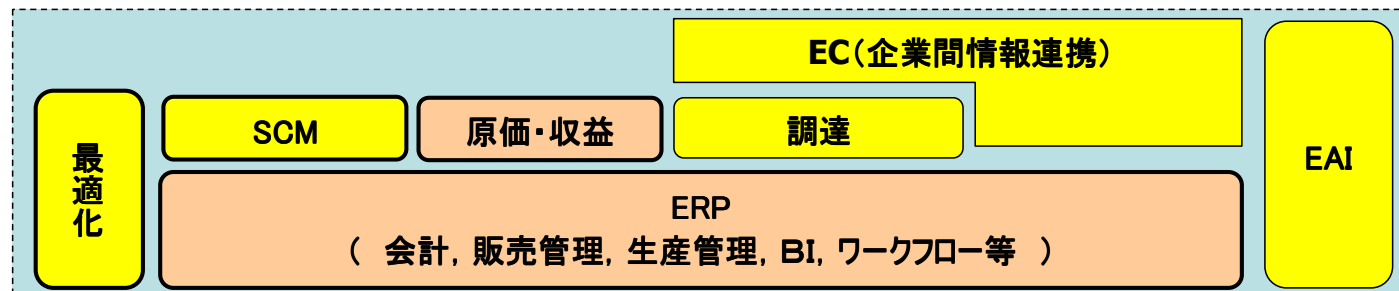 EC(企業間情報連携)
最適化
SCM
原価・収益
調達
EAI
ERP
( 会計, 販売管理, 生産管理, BI, ワークフロー等 )